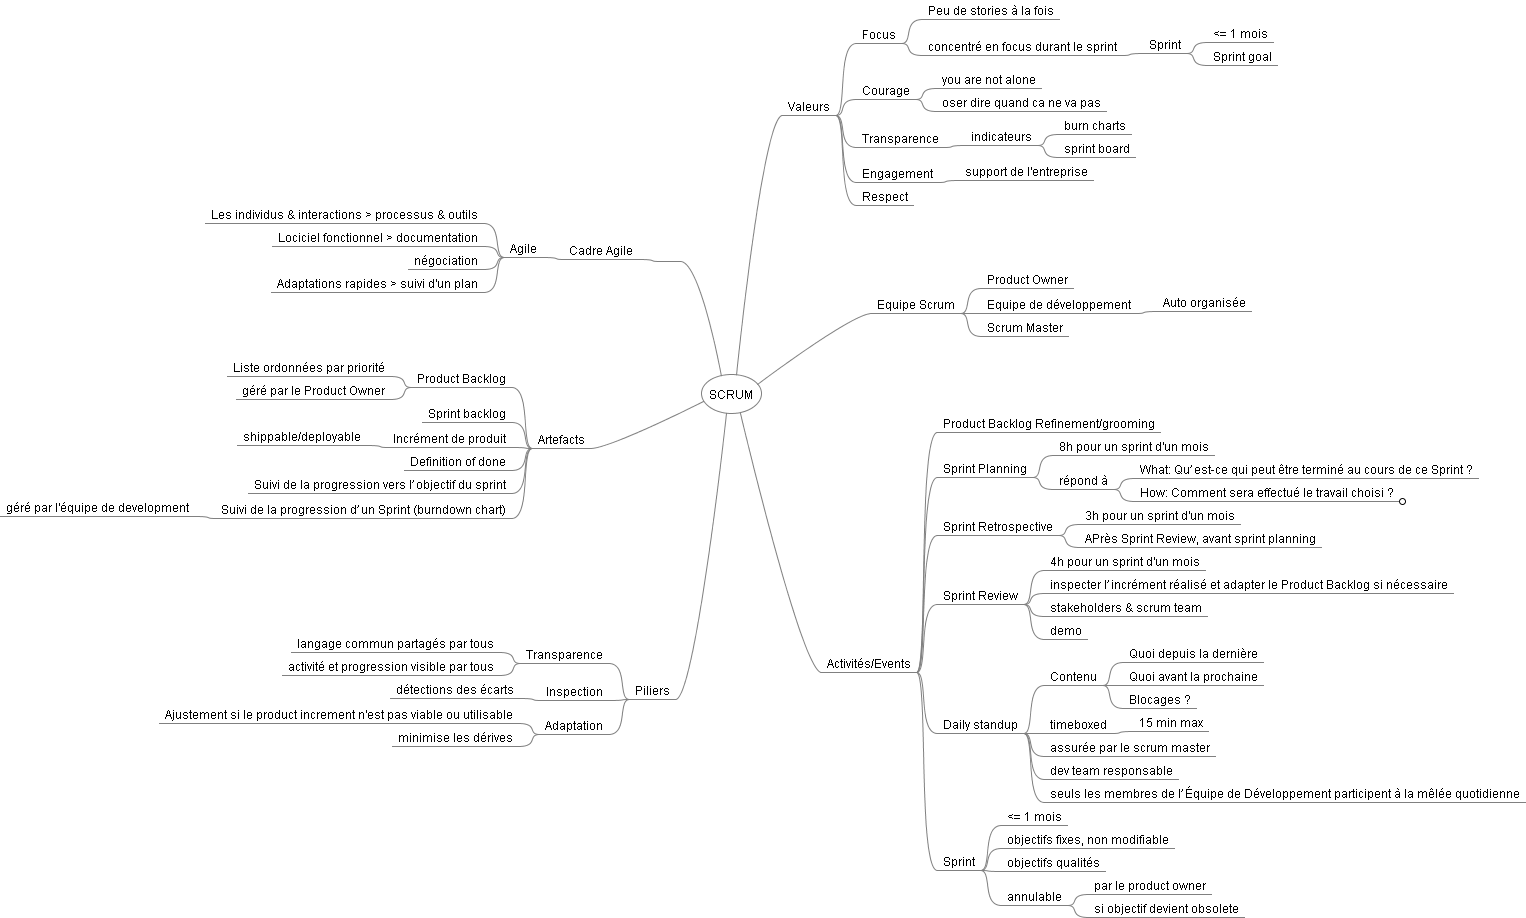 SCRUM
Valeurs
Focus
Peu de stories à la fois
concentré en focus durant le sprint
Sprint
<= 1 mois
Sprint goal
Courage
you are not alone
oser dire quand ca ne va pas
Transparence
indicateurs
burn charts
sprint board
Engagement
support de l'entreprise
Respect
Equipe Scrum
Product Owner
Equipe de développement
Auto organisée
Scrum Master
Activités/Events
Product Backlog Refinement/grooming
Sprint Planning
8h pour un sprint d'un mois
répond à
What: Qu'est-ce qui peut être terminé au cours de ce Sprint ?
How: Comment sera effectué le travail choisi ?
Sprint Retrospective
3h pour un sprint d'un mois
APrès Sprint Review, avant sprint planning
Sprint Review
4h pour un sprint d'un mois
inspecter l'incrément réalisé et adapter le Product Backlog si nécessaire
stakeholders & scrum team
demo
Daily standup
Contenu
Quoi depuis la dernière
Quoi avant la prochaine
Blocages ?
timeboxed
15 min max
assurée par le scrum master
dev team responsable
seuls les membres de l'Équipe de Développement participent à la mêlée quotidienne
Sprint
<= 1 mois
objectifs fixes, non modifiable
objectifs qualités
annulable
par le product owner
si objectif devient obsolete
Cadre Agile
Agile
Les individus & interactions > processus & outils
Lociciel fonctionnel > documentation
négociation
Adaptations rapides > suivi d'un plan
Artefacts
Product Backlog
Liste ordonnées par priorité
géré par le Product Owner
Sprint backlog
Incrément de produit
shippable/deployable
Definition of done
Suivi de la progression vers l'objectif du sprint
Suivi de la progression d'un Sprint (burndown chart)
géré par l'équipe de development
Piliers
Transparence
langage commun partagés par tous
activité et progression visible par tous
Inspection
détections des écarts
Adaptation
Ajustement si le product increment n'est pas viable ou utilisable
minimise les dérives